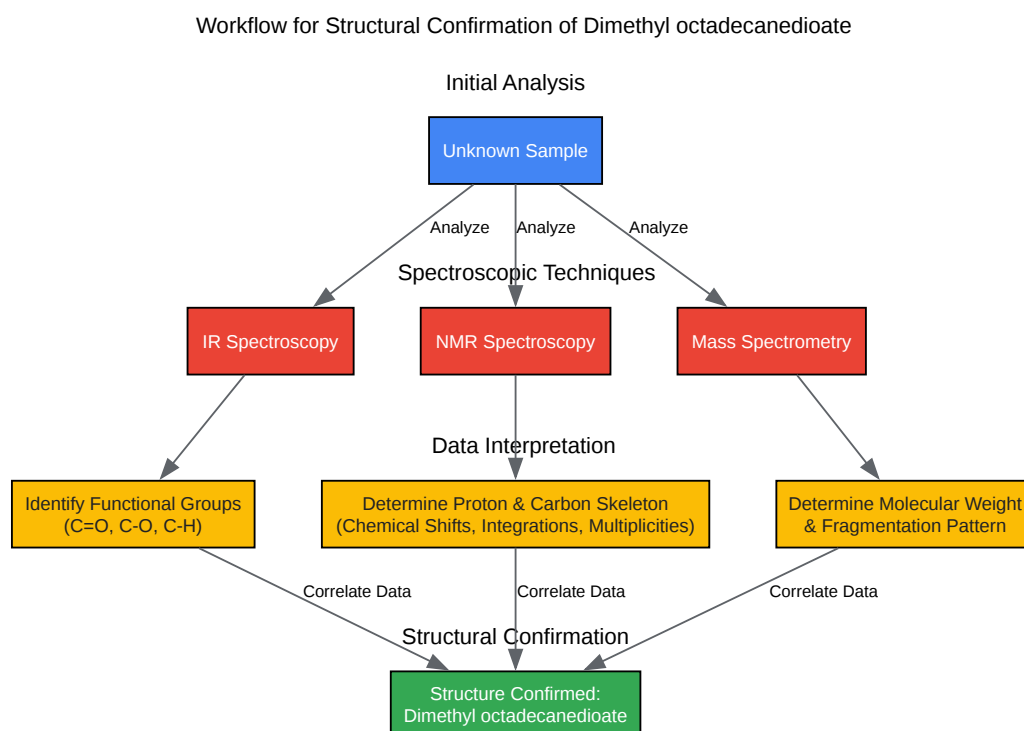 Workflow for Structural Confirmation of Dimethyl octadecanedioate
Initial Analysis
Unknown Sample
Analyze
Analyze
Analyze
Spectroscopic Techniques
IR Spectroscopy
NMR Spectroscopy
Mass Spectrometry
Data Interpretation
Identify Functional Groups
(C=O, C-O, C-H)
Determine Proton & Carbon Skeleton
(Chemical Shifts, Integrations, Multiplicities)
Determine Molecular Weight
& Fragmentation Pattern
Correlate Data
Correlate Data
Correlate Data
Structural Confirmation
Structure Confirmed:
Dimethyl octadecanedioate